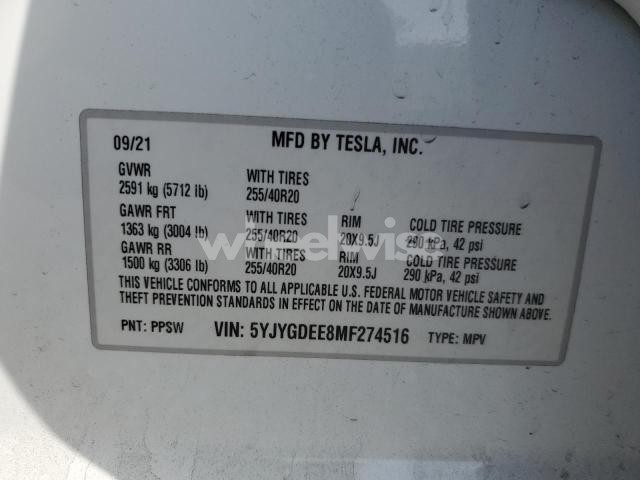 09/21 MFD BY TESLA, INC.
GVWR
2591 kg (5712 lb) WITH TIRES
255/40R20
GAWR FRT
1363 kg (3004 lb) WITH TIRES RIM COLD TIRE PRESSURE
255/40R20 20X9.5J 290 kPa, 42 psi
GAWR RR
1500 kg (3306 lb) WITH TIRES RIM COLD TIRE PRESSURE
255/40R20 20X9.5J 290 kPa, 42 psi
THIS VEHICLE CONFORMS TO ALL APPLICABLE U.S. FEDERAL MOTOR VEHICLE SAFETY AND
THEFT PREVENTION STANDARDS IN EFFECT ON THE DATE OF MANUFACTURE SHOWN ABOVE.
PNT: PPSW VIN: 5YJYGDEE8MF274516 TYPE: MPV